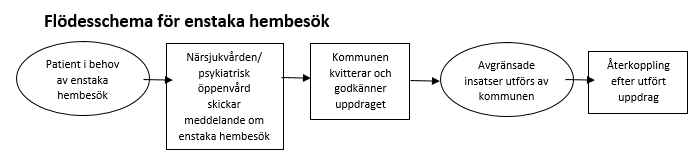 Flödesschema för enstaka hembesök
Patient i behov
av enstaka
hembesök
Närsjukvården/
psykiatrisk
öppenvård
skickar
meddelande om
enstaka hembesök
Kommunen
kvitterar och
godkänner
uppdraget
Avgränsade
insatser utförs av
kommunen
Återkoppling
efter utfört
uppdrag